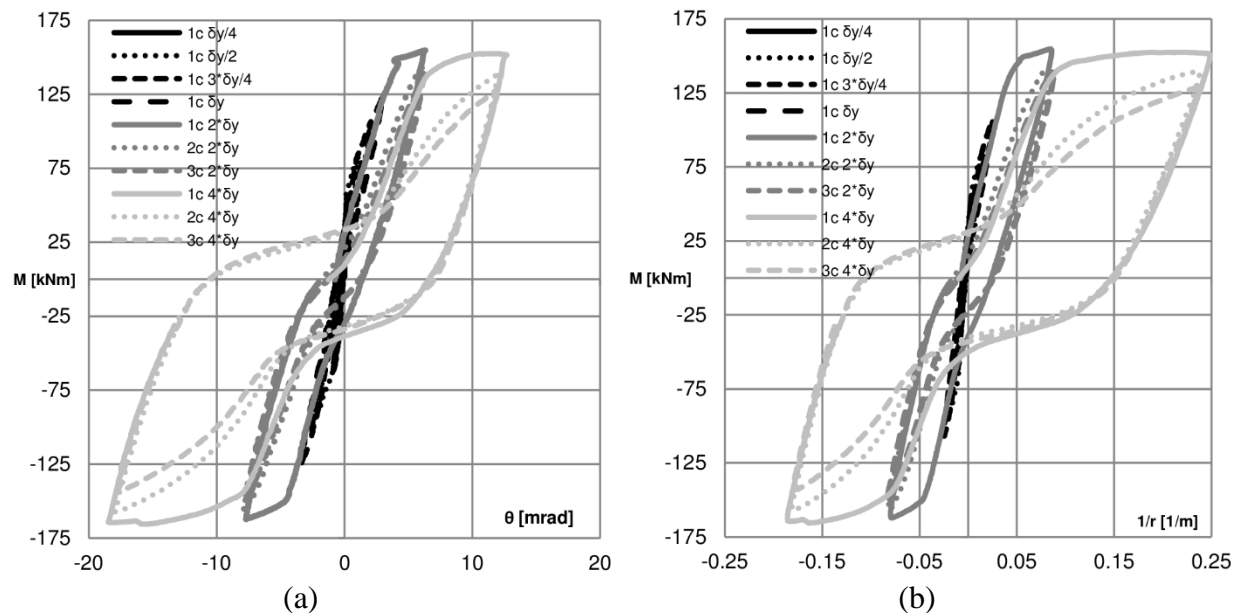 175
125
75
25
M [kNm]
-25
-75
-125
-175
-20
-10
0
10
20
θ [mrad]
1c δy/4
1c δy/2
1c 3*δy/4
1c δy
1c 2*δy
2c 2*δy
3c 2*δy
1c 4*δy
2c 4*δy
3c 4*δy
(a)
175
125
75
25
M [kNm]
-25
-75
-125
-175
-0.25
-0.15
-0.05
0.05
0.15
0.25
1/r [1/m]
1c δy/4
1c δy/2
1c 3*δy/4
1c δy
1c 2*δy
2c 2*δy
3c 2*δy
1c 4*δy
2c 4*δy
3c 4*δy
(b)